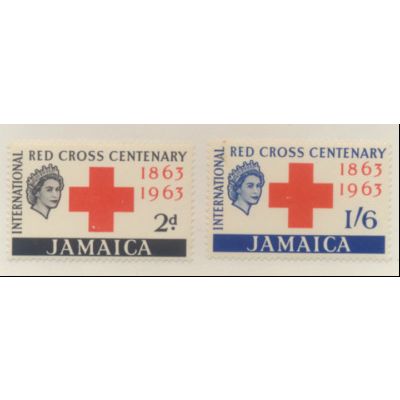 INTERNATIONAL
RED CROSS CENTENARY
1863
1963
2d
JAMAICA
INTERNATIONAL
RED CROSS CENTENARY
1863
1963
1/6
JAMAICA